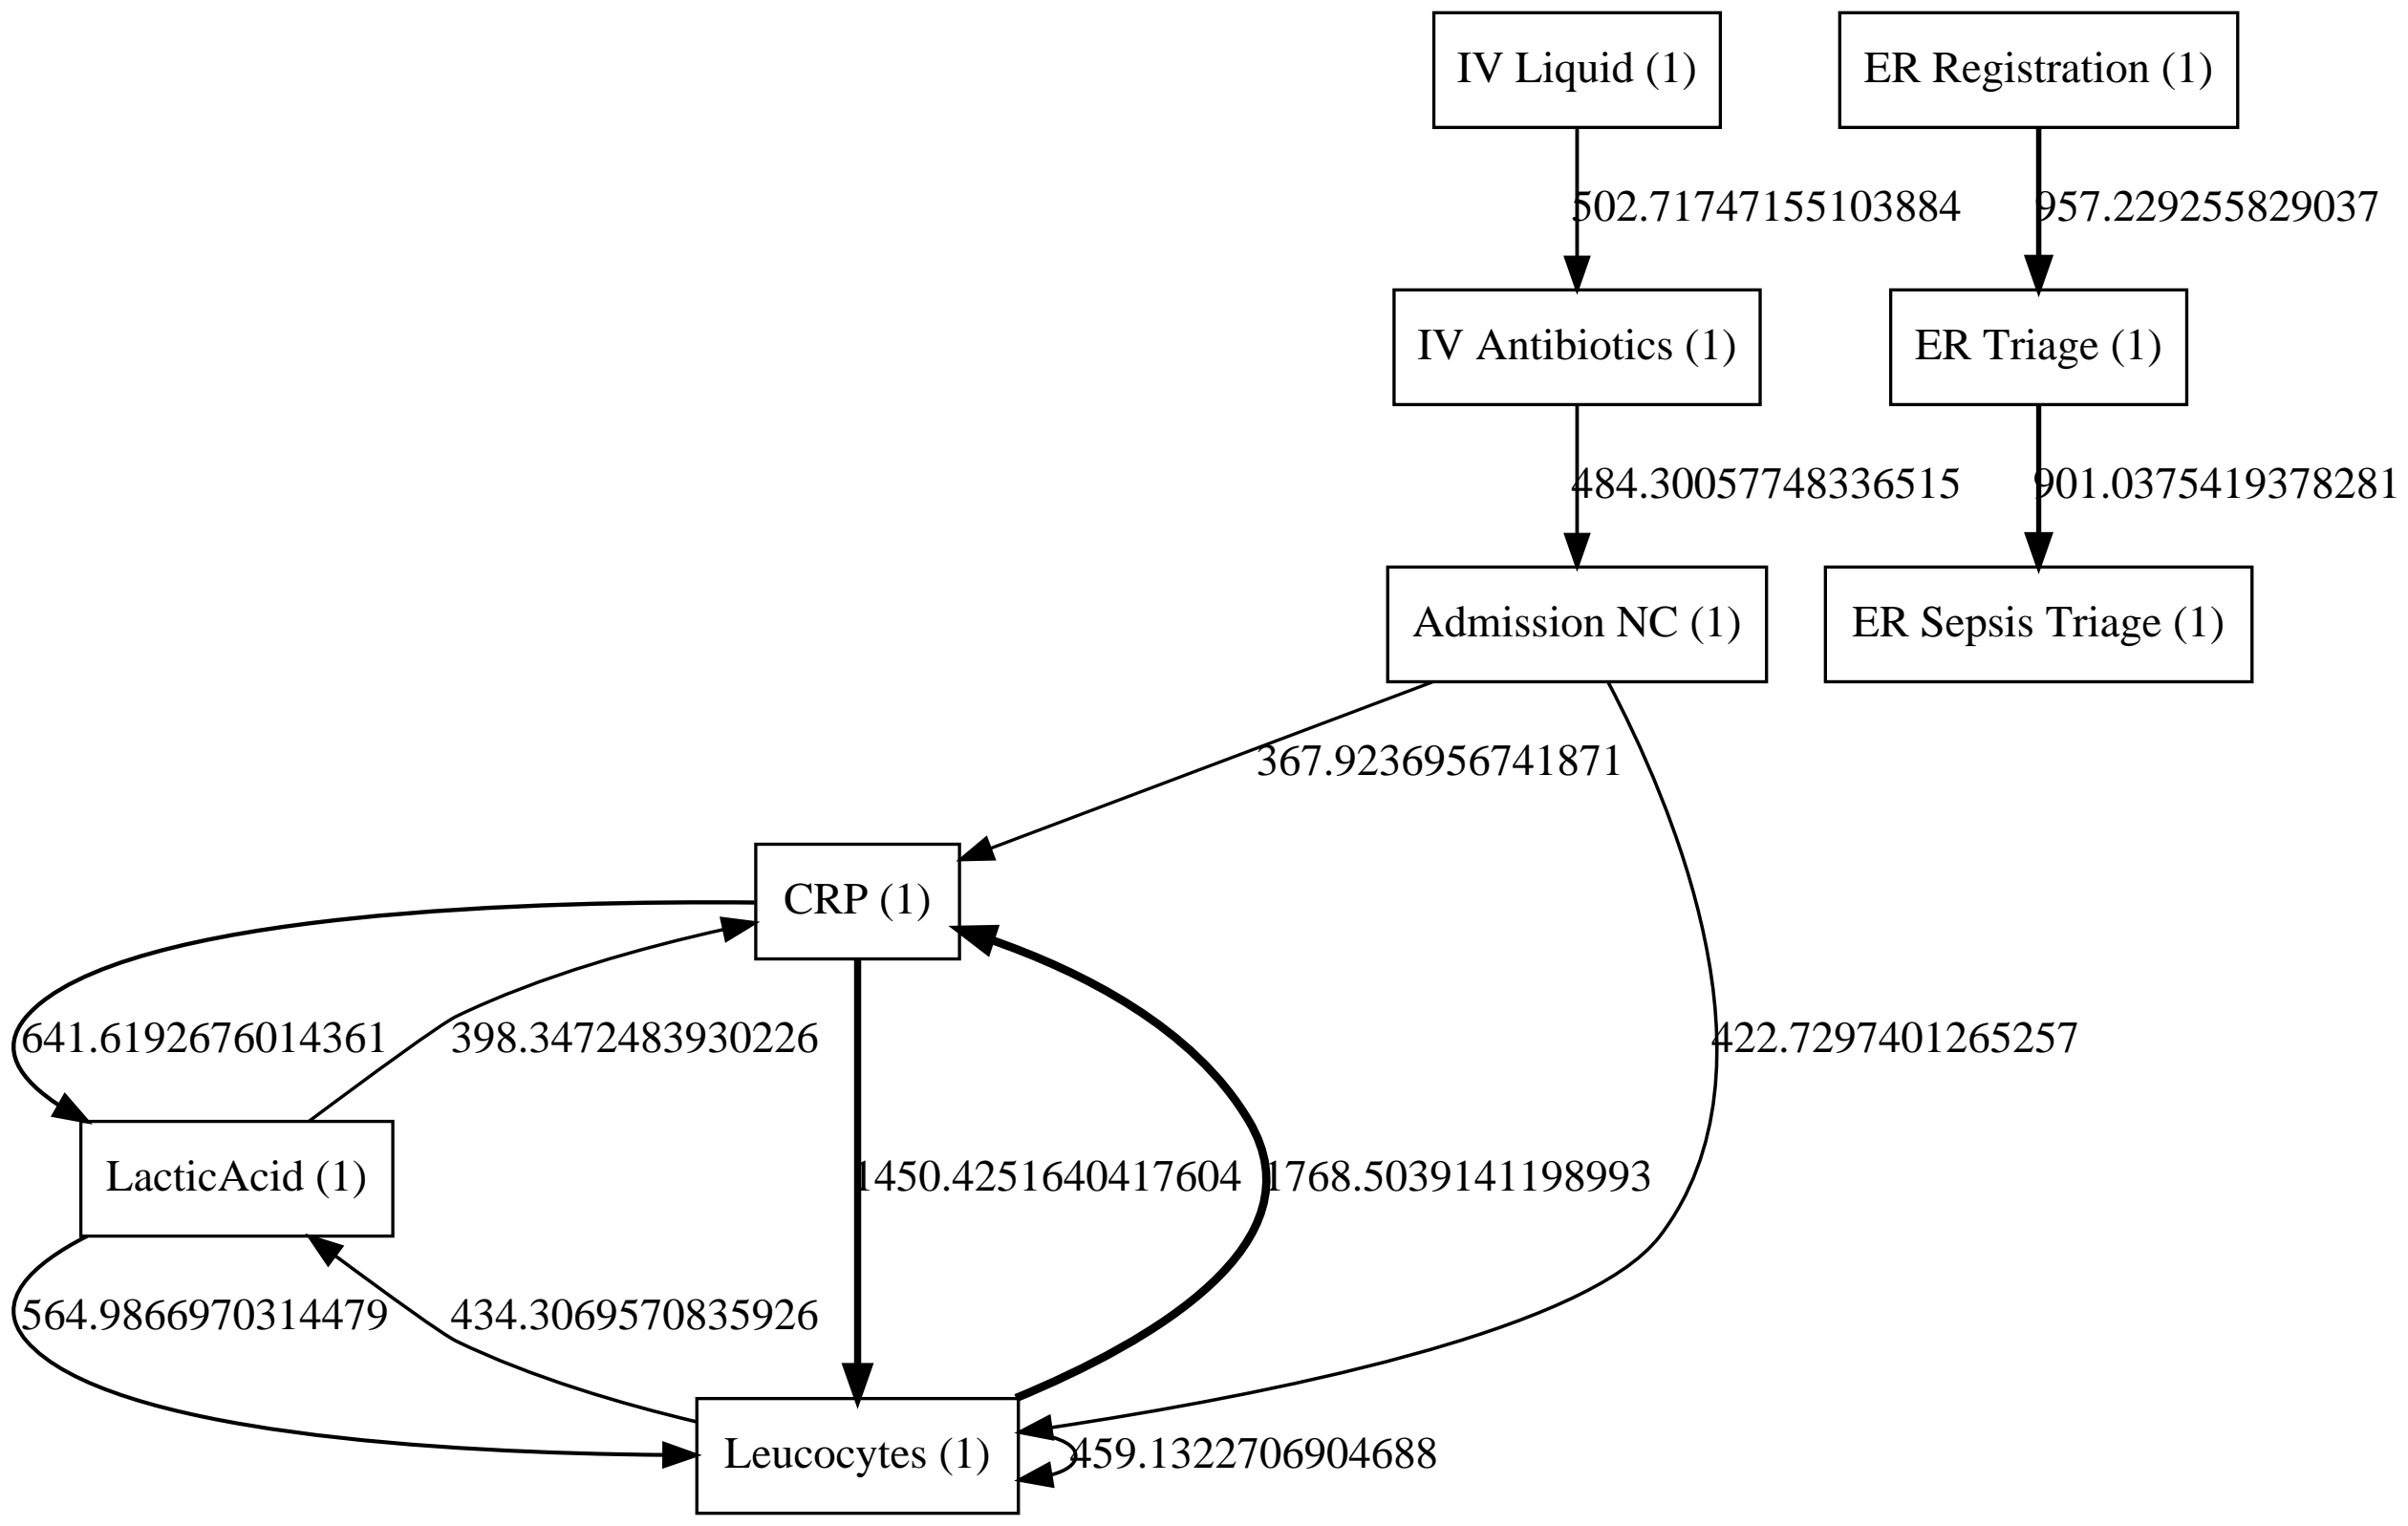 IV Liquid (1)
ER Registration (1)
502.71747155103884
957.229255829037
IV Antibiotics (1)
ER Triage (1)
484.30057748336515
901.0375419378281
Admission NC (1)
ER Sepsis Triage (1)
367.9236956741871
CRP (1)
641.6192676014361
398.3472483930226
422.7297401265257
LacticAcid (1)
1450.4251640417604
1768.5039141198993
564.9866970314479
434.3069570835926
Leucocytes (1)
459.1322706904688